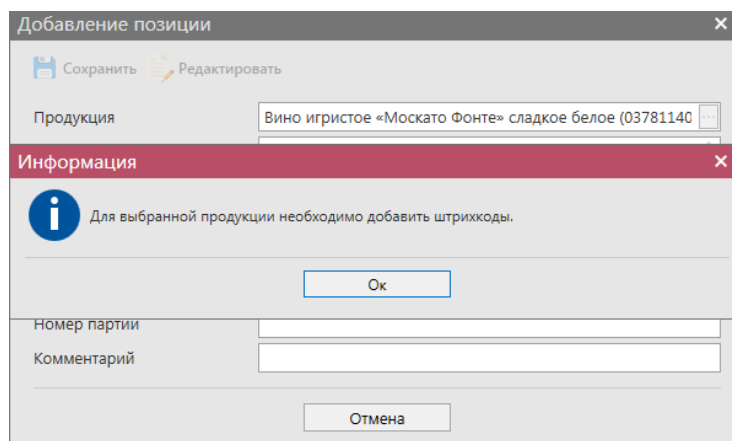 Добавление позиции
Сохранить Редактировать
Продукция Вино игристое «Москато Фонте» сладкое белое (03781140 ...
Информация
Для выбранной продукции необходимо добавить штрихкоды.
Ок
Номер партии
Комментарий
Отмена